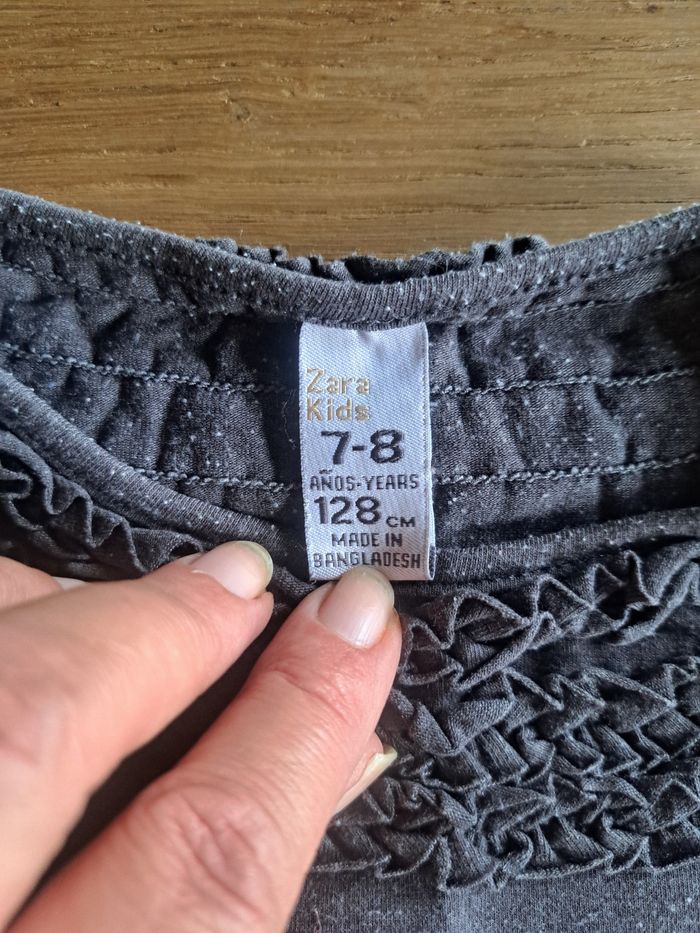 Zara
Kids
7-8
AÑOS-YEARS
128 CM
MADE IN
BANGLADESH